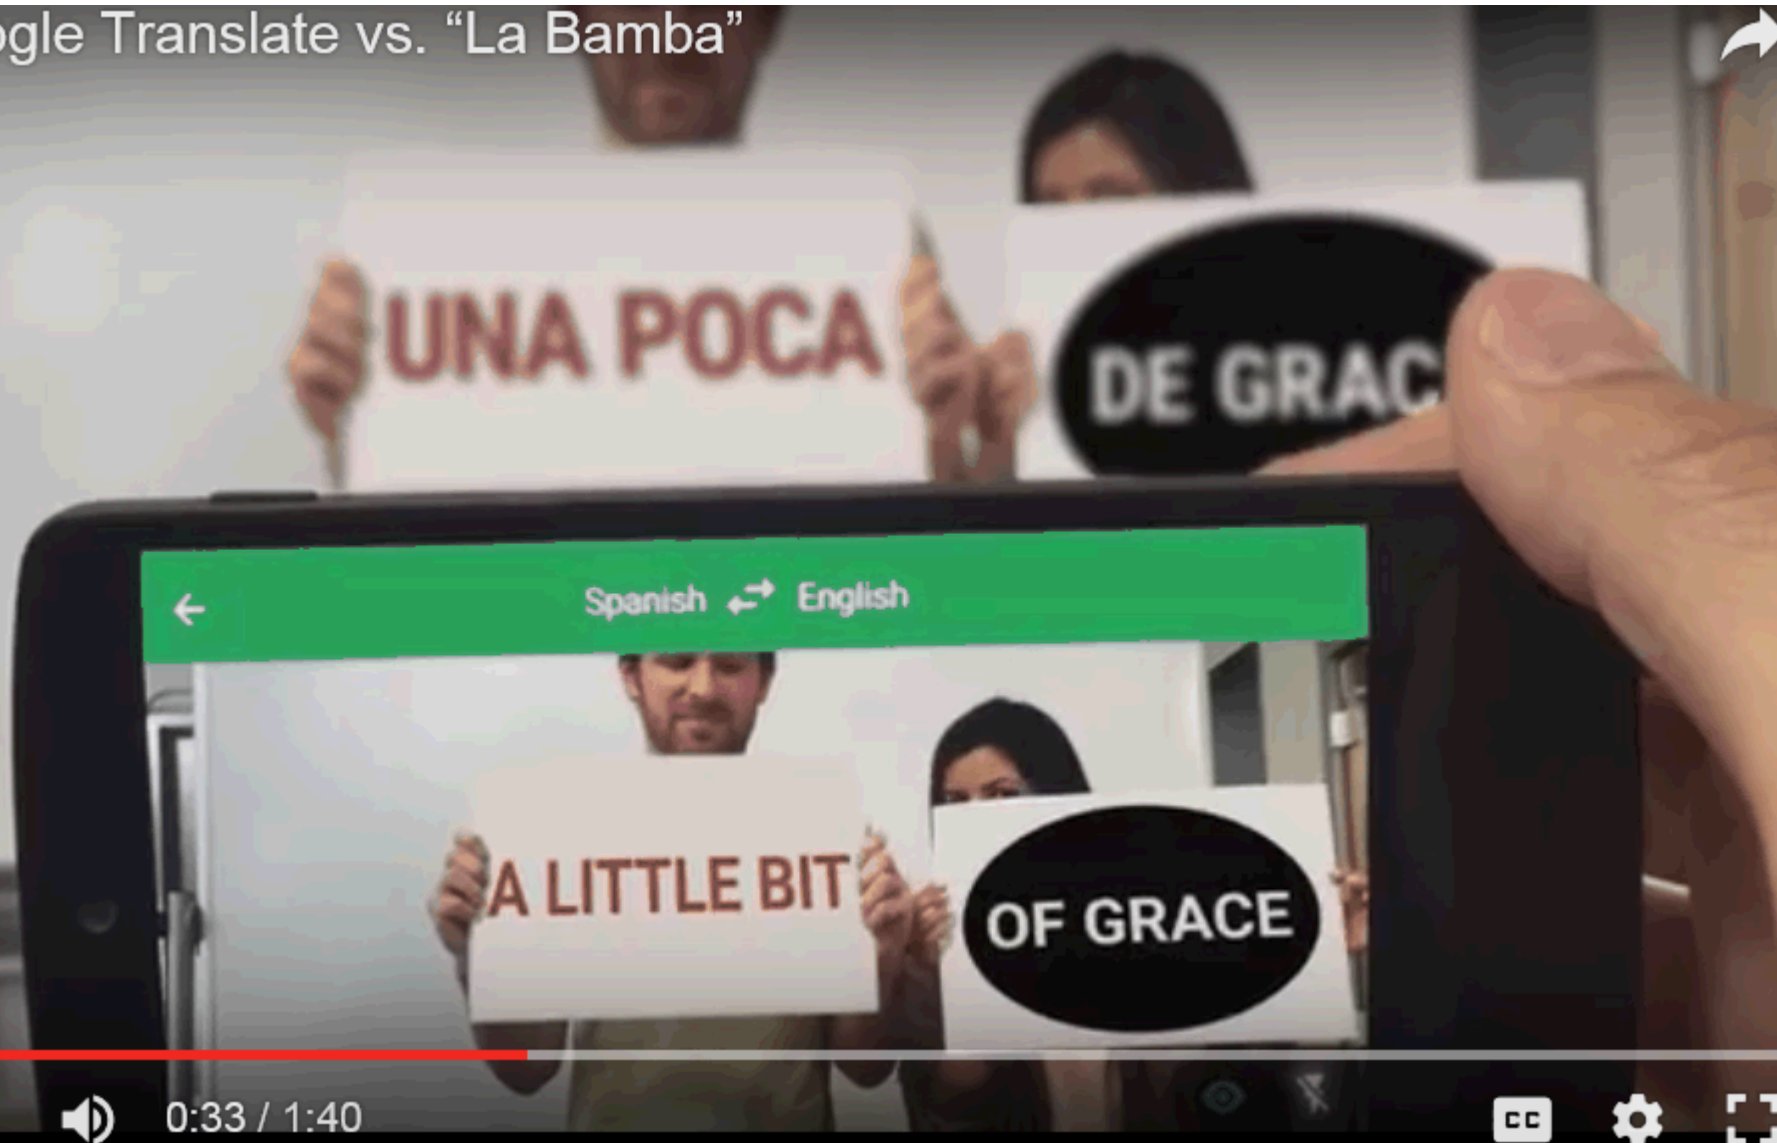 ogle Translate vs. “La Bamba”
UNA POCA
DE GRAC
Spanish English
A LITTLE BIT
OF GRACE
0:33 / 1:40
CC